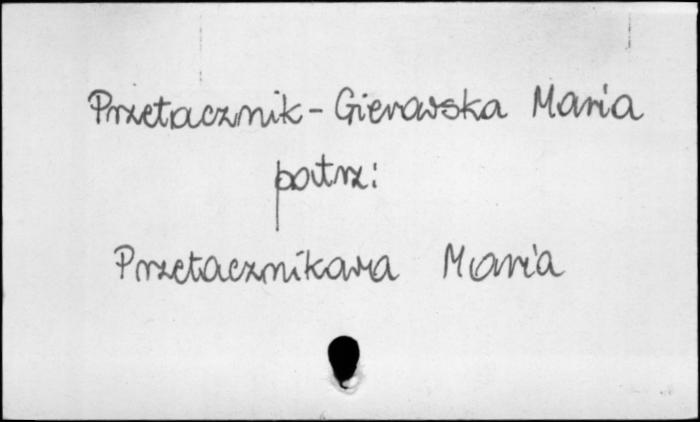 Przetacznik-Gierowska Maria
patrz:
Przetacznikowa Maria